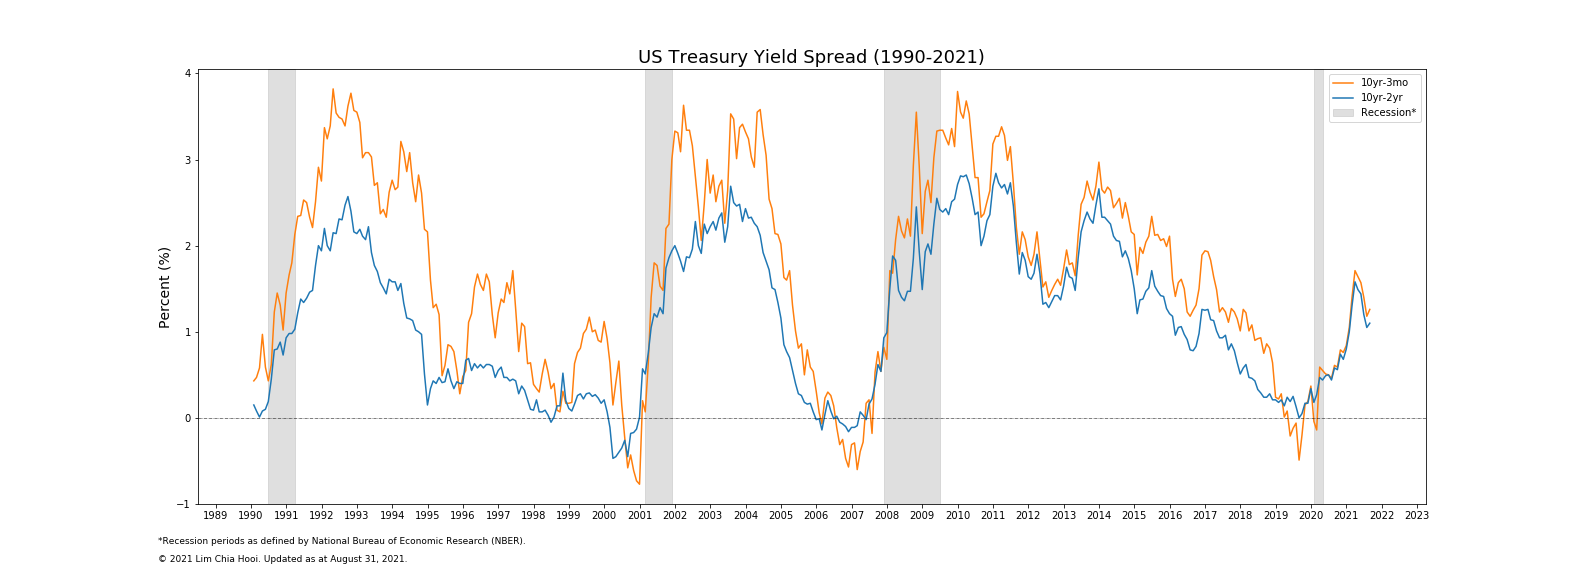 US Treasury Yield Spread (1990-2021)
10yr-3mo
10yr-2yr
Recession*
Percent (%)
4
3
2
1
0
−1
1989 1990 1991 1992 1993 1994 1995 1996 1997 1998 1999 2000 2001 2002 2003 2004 2005 2006 2007 2008 2009 2010 2011 2012 2013 2014 2015 2016 2017 2018 2019 2020 2021 2022 2023
*Recession periods as defined by National Bureau of Economic Research (NBER).
© 2021 Lim Chia Hooi. Updated as at August 31, 2021.